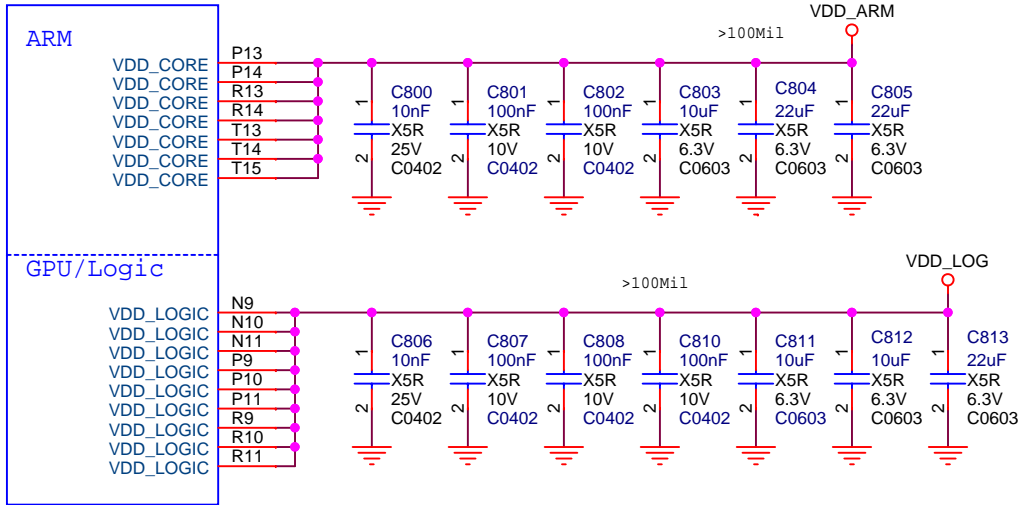 VDD_ARM
>100Mil
ARM
VDD_CORE P13
VDD_CORE P14
VDD_CORE R13
VDD_CORE R14
VDD_CORE T13
VDD_CORE T14
VDD_CORE T15
1
2
C800
10nF
X5R
25V
C0402
1
2
C801
100nF
X5R
10V
C0402
1
2
C802
100nF
X5R
10V
C0402
1
2
C803
10uF
X5R
6.3V
C0603
1
2
C804
22uF
X5R
6.3V
C0603
1
2
C805
22uF
X5R
6.3V
C0603
GPU/Logic
VDD_LOG
>100Mil
VDD_LOGIC N9
VDD_LOGIC N10
VDD_LOGIC N11
VDD_LOGIC P9
VDD_LOGIC P10
VDD_LOGIC P11
VDD_LOGIC R9
VDD_LOGIC R10
VDD_LOGIC R11
1
2
C806
10nF
X5R
25V
C0402
1
2
C807
100nF
X5R
10V
C0402
1
2
C808
100nF
X5R
10V
C0402
1
2
C810
100nF
X5R
10V
C0402
1
2
C811
10uF
X5R
6.3V
C0603
1
2
C812
10uF
X5R
6.3V
C0603
1
2
C813
22uF
X5R
6.3V
C0603